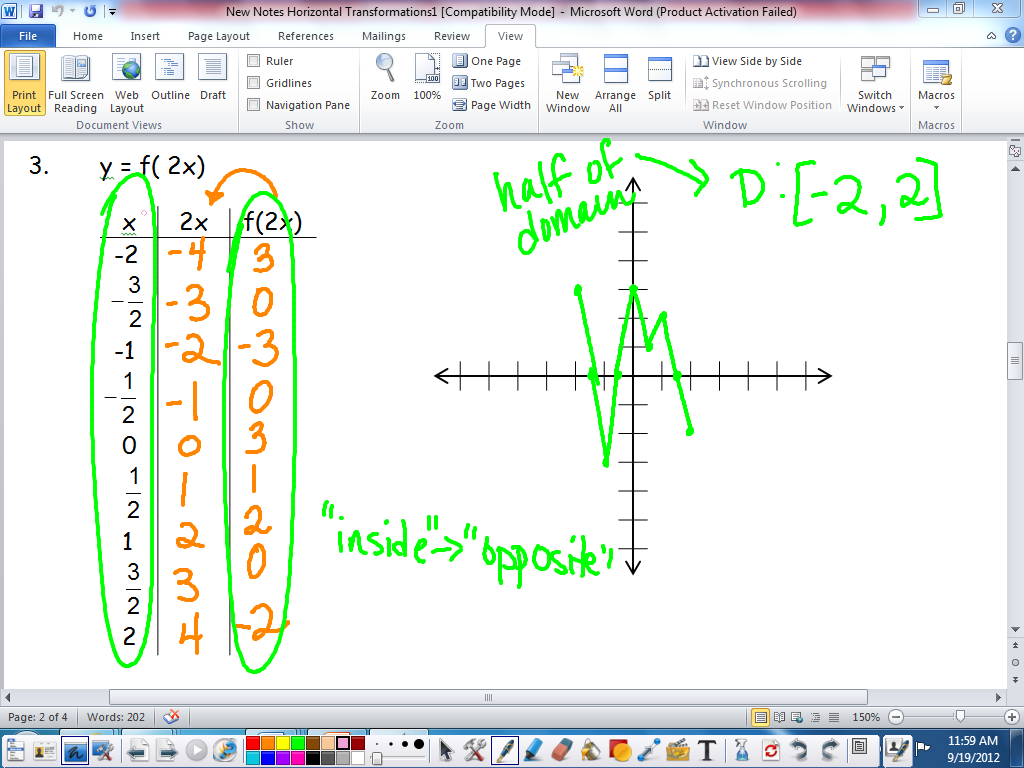 New Notes Horizontal Transformations1 [Compatibility Mode] - Microsoft Word (Product Activation Failed)
File Home Insert Page Layout References Mailings Review View
Print Layout
Full Screen Reading
Web Layout
Outline
Draft
Document Views
Ruler
Gridlines
Navigation Pane
Show
Zoom
100%
One Page
Two Pages
Page Width
Zoom
New Window
Arrange All
Split
View Side by Side
Synchronous Scrolling
Reset Window Position
Window
Switch Windows
Macros
Macros
3. y = f( 2x)
half of
domain
D: [-2, 2]
x 2x f(2x)
-2 -4 3
-3/2 -3 0
-1 -2 -3
-1/2 -1 0
0 0 3
1/2 1 1
1 2 2
3/2 3 0
2 4 -2
"inside" -> "opposite"
Page: 2 of 4 Words: 202 150%
11:59 AM
9/19/2012